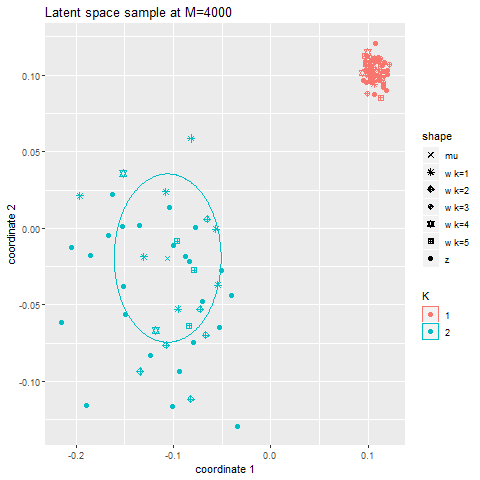 Latent space sample at M=4000
0.10
0.05
0.00
-0.05
-0.10
coordinate 2
-0.2
-0.1
0.0
0.1
coordinate 1
shape
mu
w k=1
w k=2
w k=3
w k=4
w k=5
z
K
1
2